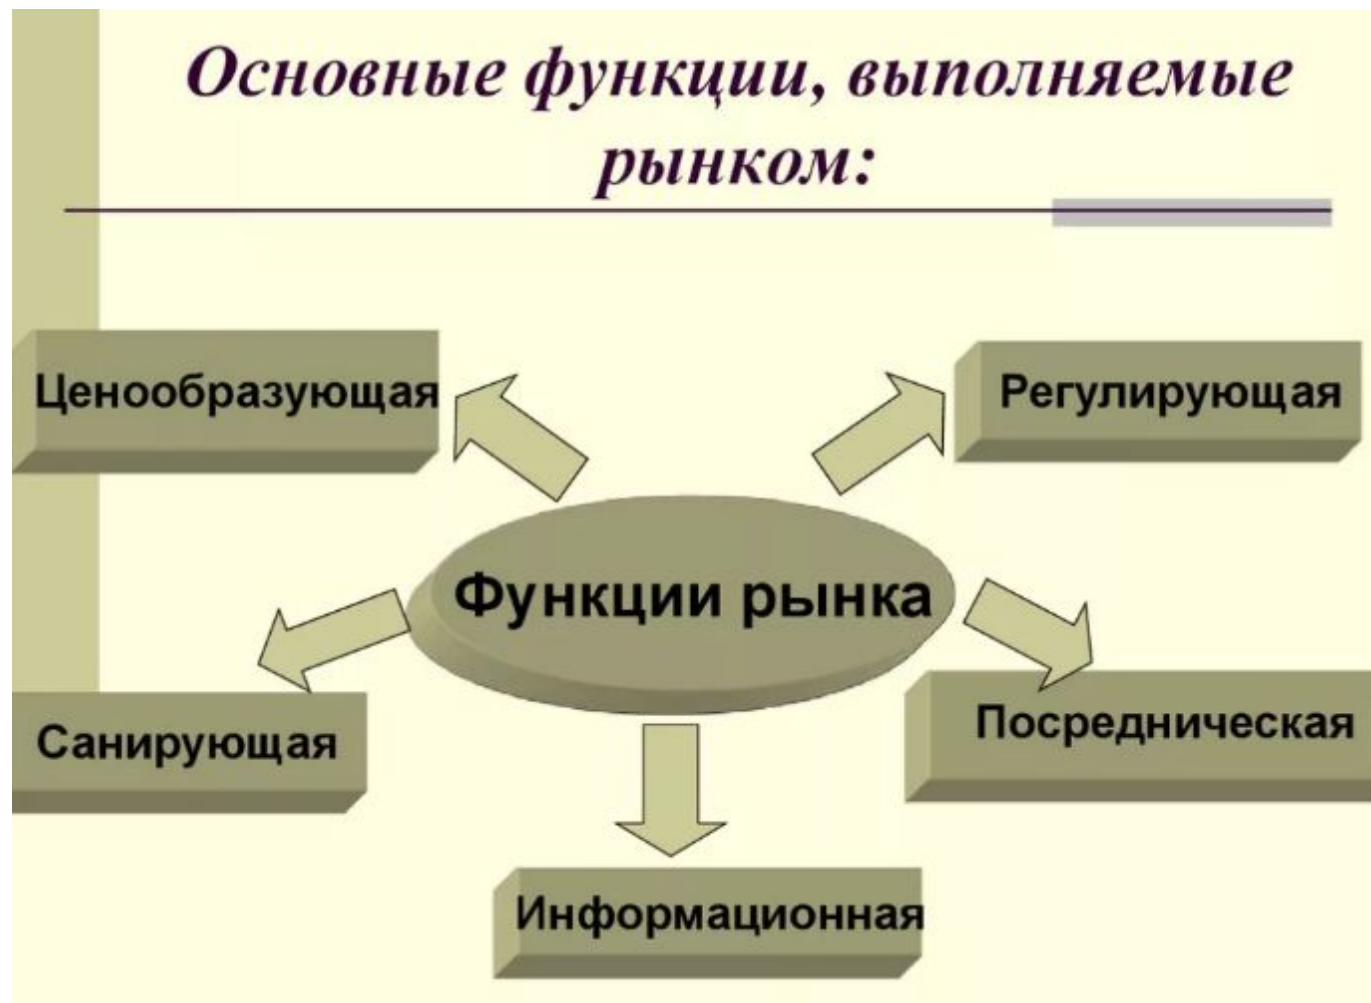 Основные функции, выполняемые
рынком:
Ценообразующая
Регулирующая
Функции рынка
Санирующая
Посредническая
Информационная